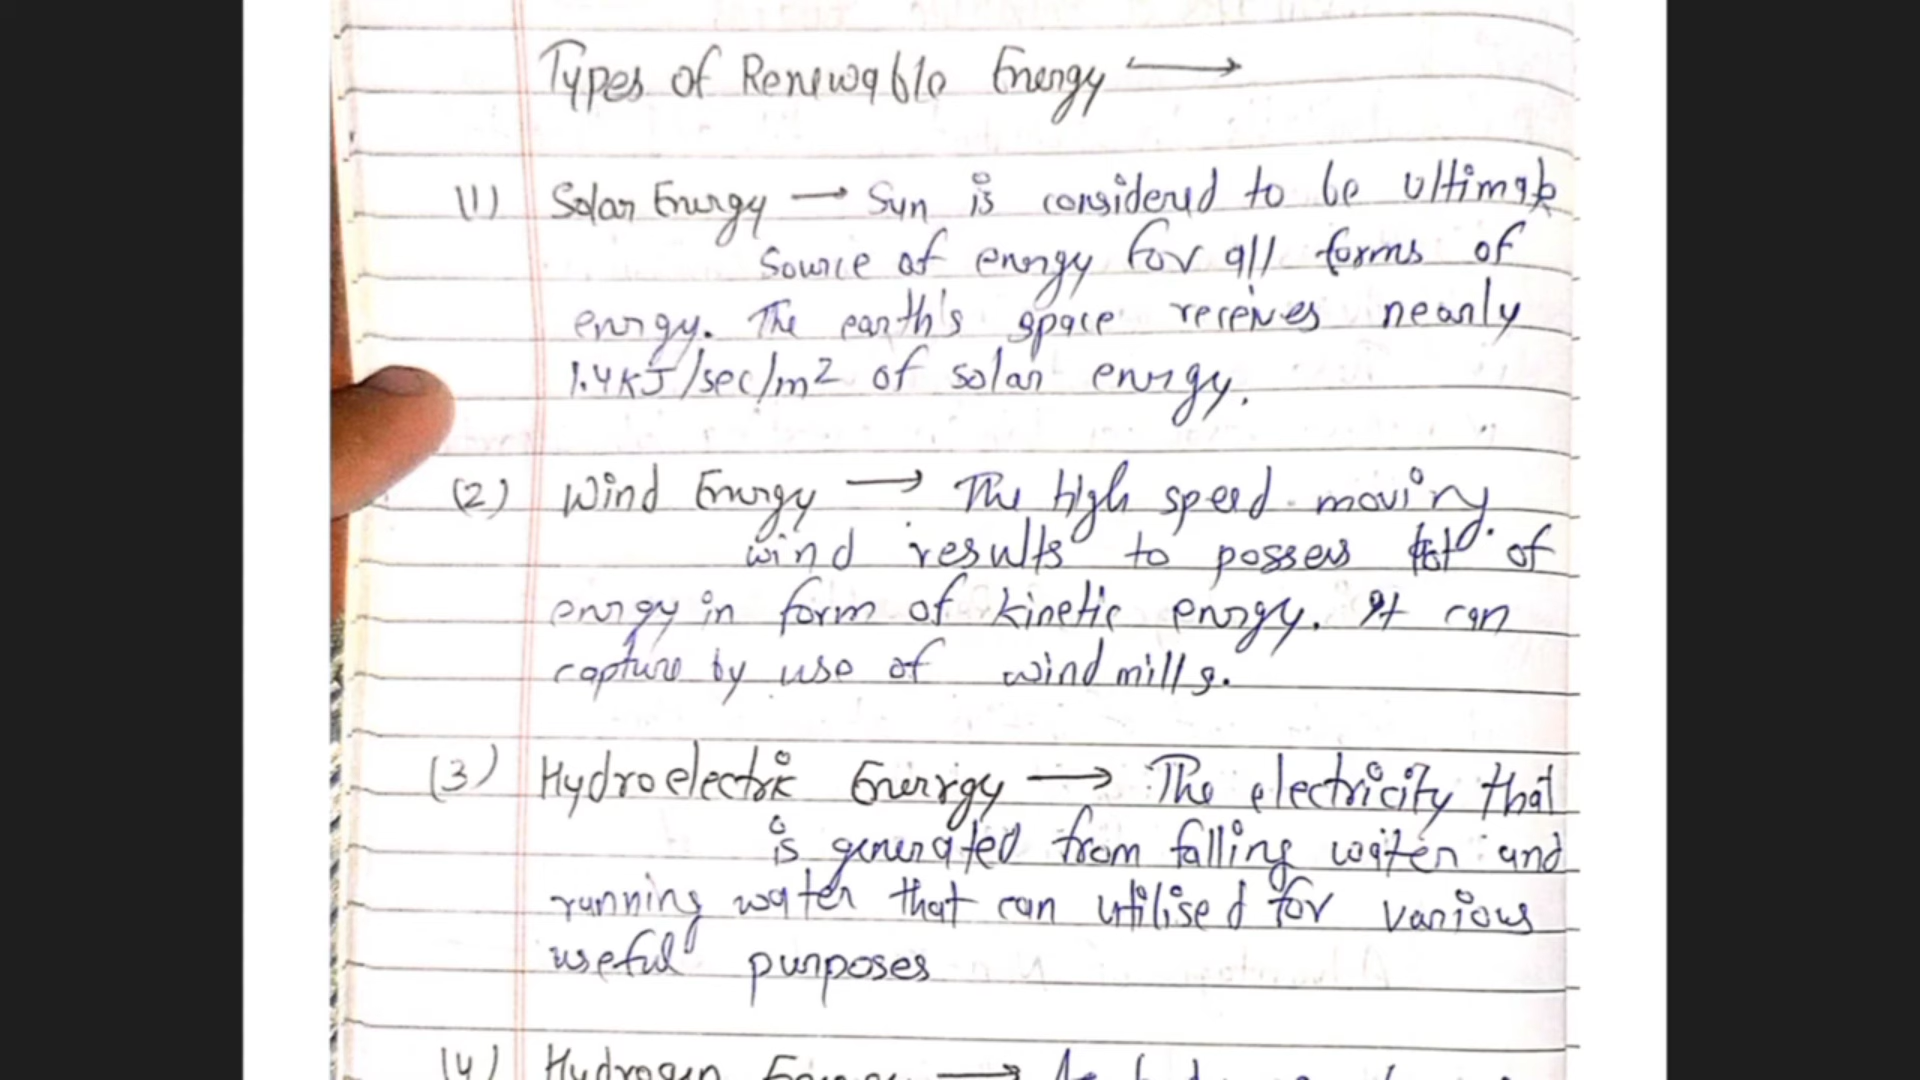 Types of Renewable Energy →
(1) Solar Energy → Sun is considered to be ultimate
source of energy for all forms of
energy. The earth's space receives nearly
1.4KJ/sec/m2 of solar energy.
(2) Wind Energy → The high speed moving
wind results to possess lot of
energy in form of kinetic energy. It can
capture by use of windmills.
(3) Hydroelectric Energy → The electricity that
is generated from falling water and
running water that can utilised for various
useful purposes
(4) Hydrogen Energy →